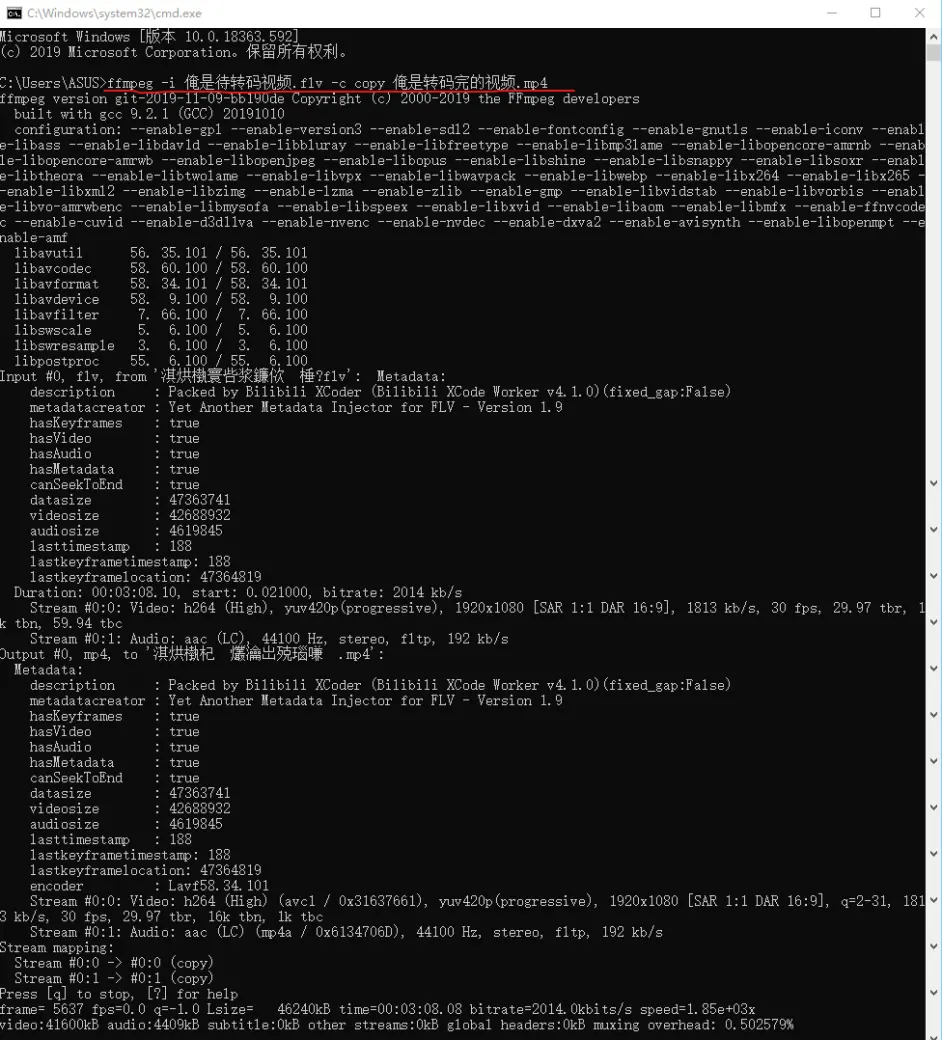 C:\Windows\system32\cmd.exe
Microsoft Windows [版本 10.0.18363.592]
(c) 2019 Microsoft Corporation。保留所有权利。
C:\Users\ASUS>ffmpeg -i 俺是待转码视频.flv -c copy 俺是转码完的视频.mp4
ffmpeg version git-2019-11-09-bb190de Copyright (c) 2000-2019 the FFmpeg developers
built with gcc 9.2.1 (GCC) 20191010
configuration: --enable-gpl --enable-version3 --enable-sdl2 --enable-fontconfig --enable-gnutls --enable-iconv --enabl
e-libass --enable-libdav1d --enable-libbluray --enable-libfreetype --enable-libmp3lame --enable-libopencore-amrnb --enab
le-libopencore-amrwb --enable-libopenjpeg --enable-libopus --enable-libshine --enable-libsnappy --enable-libsoxr --enabl
e-libtheora --enable-libtwolame --enable-libvpx --enable-libwavpack --enable-libwebp --enable-libx264 --enable-libx265 -
-enable-libxml2 --enable-libzimg --enable-lzma --enable-zlib --enable-gmp --enable-libvidstab --enable-libvorbis --enabl
e-libvo-amrwbenc --enable-libmysofa --enable-libspeex --enable-libxvid --enable-libaom --enable-libmfx --enable-ffnvcode
c --enable-cuvid --enable-d3d11va --enable-nvenc --enable-nvdec --enable-dxva2 --enable-avisynth --enable-libopenmpt --e
nable-amf
libavutil 56. 35.101 / 56. 35.101
libavcodec 58. 60.100 / 58. 60.100
libavformat 58. 34.101 / 58. 34.101
libavdevice 58. 9.100 / 58. 9.100
libavfilter 7. 66.100 / 7. 66.100
libswscale 5. 6.100 / 5. 6.100
libswresample 3. 6.100 / 3. 6.100
libpostproc 55. 6.100 / 55. 6.100
Input #0, flv, from ?flv': Metadata:
description : Packed by Bilibili XCoder (Bilibili XCode Worker v4.1.0)(fixed_gap:False)
metadatacreator : Yet Another Metadata Injector for FLV - Version 1.9
hasKeyframes : true
hasVideo : true
hasAudio : true
hasMetadata : true
canSeekToEnd : true
datasize : 47363741
videosize : 42688932
audiosize : 4619845
lasttimestamp : 188
lastkeyframetimestamp: 188
lastkeyframelocation: 47364819
Duration: 00:03:08.10, start: 0.021000, bitrate: 2014 kb/s
Stream #0:0: Video: h264 (High), yuv420p(progressive), 1920x1080 [SAR 1:1 DAR 16:9], 1813 kb/s, 30 fps, 29.97 tbr, 1
k tbn, 59.94 tbc
Stream #0:1: Audio: aac (LC), 44100 Hz, stereo, fltp, 192 kb/s
Output #0, mp4, to .mp4':
Metadata:
description : Packed by Bilibili XCoder (Bilibili XCode Worker v4.1.0)(fixed_gap:False)
metadatacreator : Yet Another Metadata Injector for FLV - Version 1.9
hasKeyframes : true
hasVideo : true
hasAudio : true
hasMetadata : true
canSeekToEnd : true
datasize : 47363741
videosize : 42688932
audiosize : 4619845
lasttimestamp : 188
lastkeyframetimestamp: 188
lastkeyframelocation: 47364819
encoder : Lavf58.34.101
Stream #0:0: Video: h264 (High) (avc1 / 0x31637661), yuv420p(progressive), 1920x1080 [SAR 1:1 DAR 16:9], q=2-31, 181
3 kb/s, 30 fps, 29.97 tbr, 16k tbn, 1k tbc
Stream #0:1: Audio: aac (LC) (mp4a / 0x6134706D), 44100 Hz, stereo, fltp, 192 kb/s
Stream mapping:
Stream #0:0 -> #0:0 (copy)
Stream #0:1 -> #0:1 (copy)
Press [q] to stop, [?] for help
frame= 5637 fps=0.0 q=-1.0 Lsize= 46240kB time=00:03:08.08 bitrate=2014.0kbits/s speed=1.85e+03x
video:41600kB audio:4409kB subtitle:0kB other streams:0kB global headers:0kB muxing overhead: 0.502579%